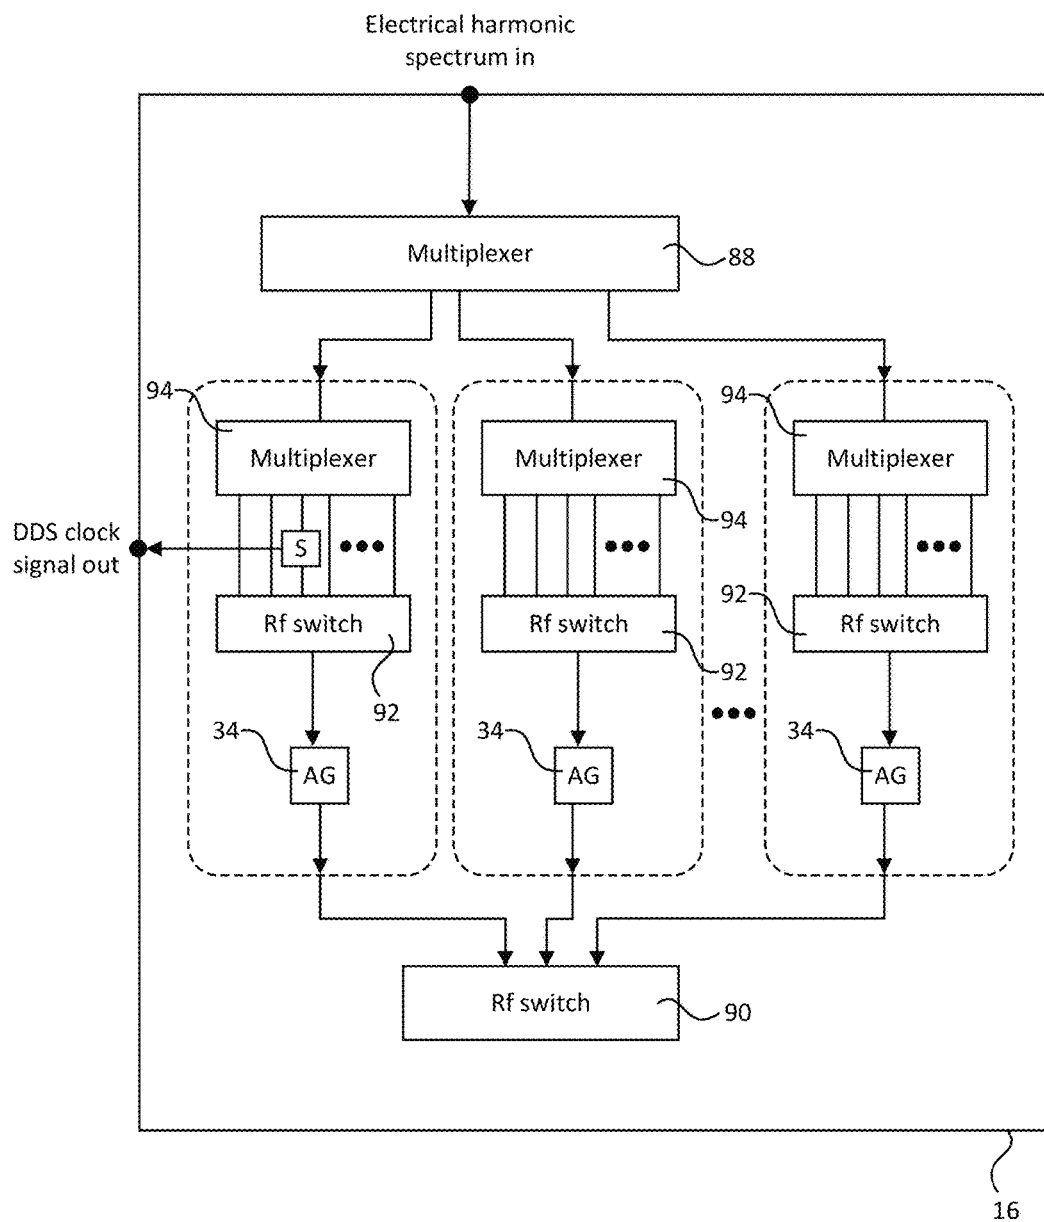 Electrical harmonic
spectrum in
Multiplexer
88
94
94
Multiplexer
Multiplexer
Multiplexer
94
DDS clock
signal out
S
92
Rf switch
Rf switch
Rf switch
92
92
34
34
34
AG
AG
AG
Rf switch
90
16